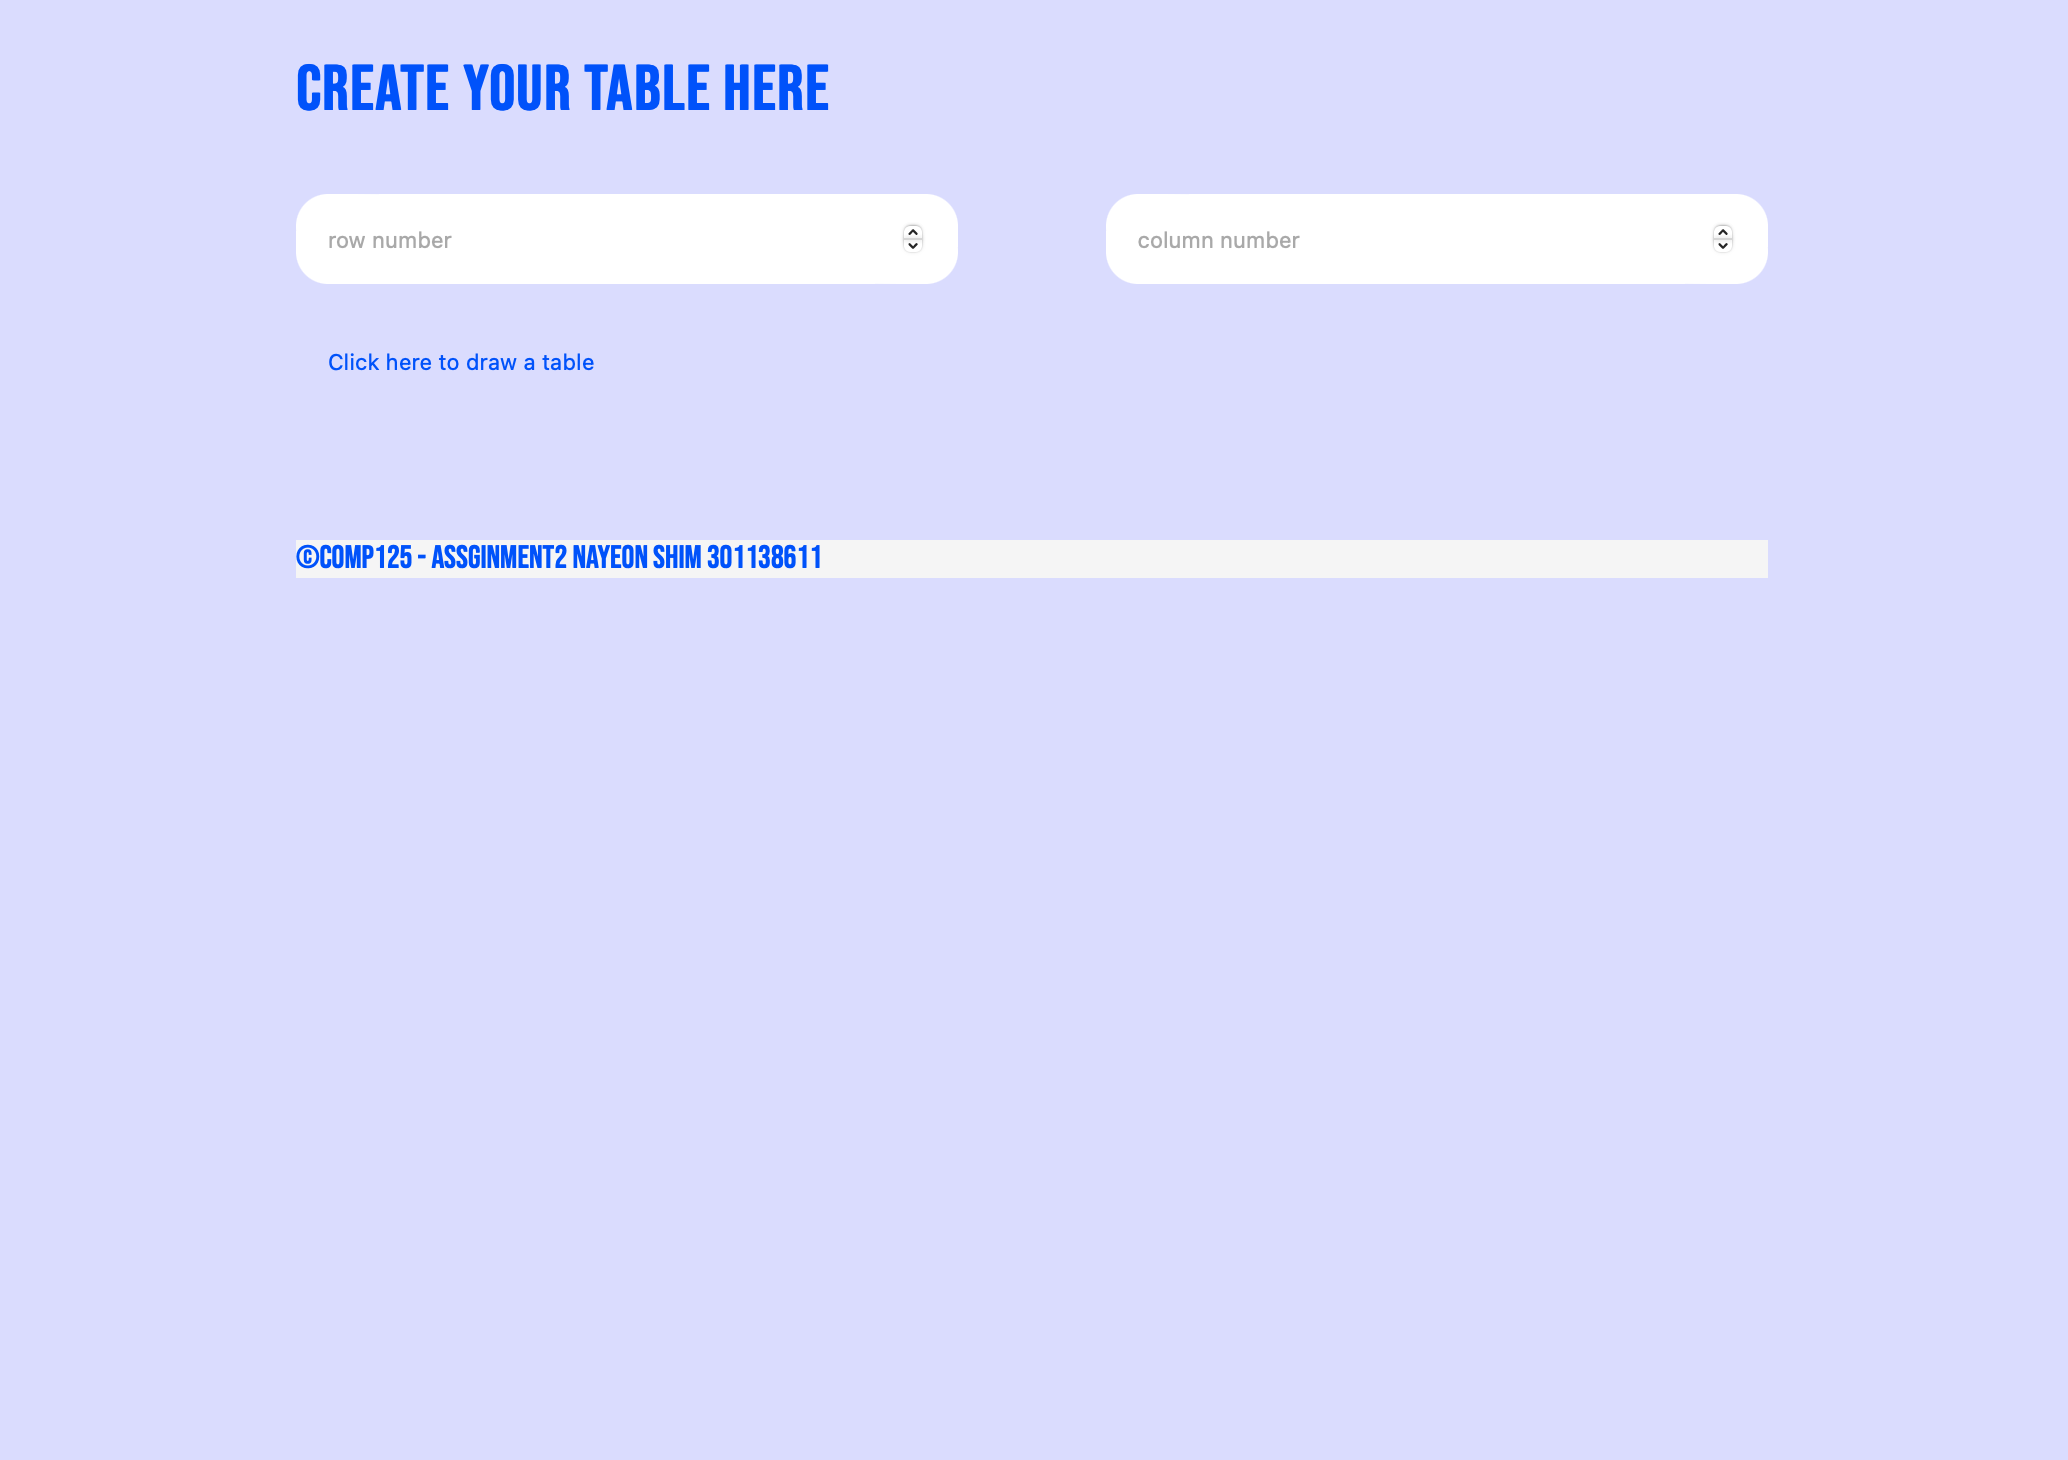 CREATE YOUR TABLE HERE
row number
column number
Click here to draw a table
©COMP125 - ASSGINMENT2 NAYEON SHIM 301138611